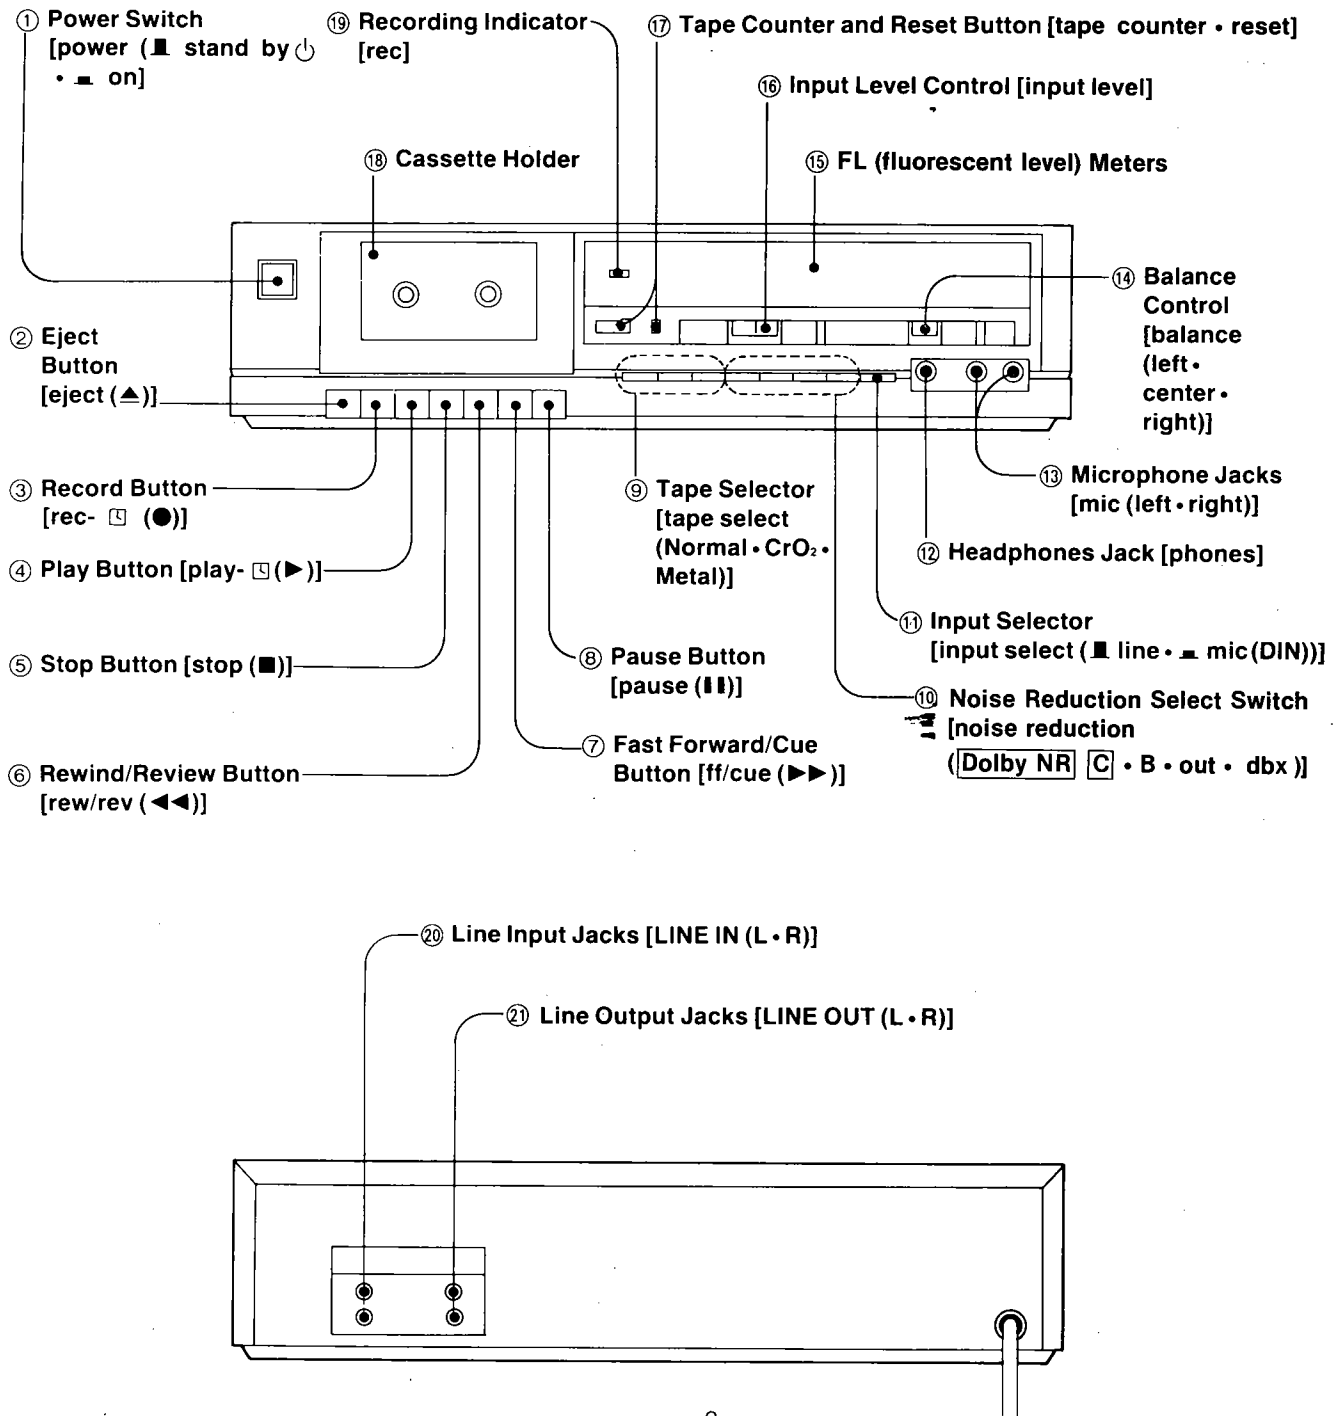 ① Power Switch
[power (▟ stand by ⏻
• ▄ on]
⑲ Recording Indicator
[rec]
⑰ Tape Counter and Reset Button [tape counter • reset]
⑯ Input Level Control [input level]
⑱ Cassette Holder
⑮ FL (fluorescent level) Meters
⑭ Balance
Control
[balance
(left •
center •
right)]
② Eject
Button
[eject (▲)]
③ Record Button
[rec- (●)]
④ Play Button [play- (▶)]
⑤ Stop Button [stop (■)]
⑥ Rewind/Review Button
[rew/rev (◀◀)]
⑨ Tape Selector
[tape select
(Normal • CrO₂ •
Metal)]
⑧ Pause Button
[pause (❚❚)]
⑦ Fast Forward/Cue
Button [ff/cue (▶▶)]
⑬ Microphone Jacks
[mic (left • right)]
⑫ Headphones Jack [phones]
⑪ Input Selector
[input select (▟ line • ▄ mic (DIN))]
⑩ Noise Reduction Select Switch
[noise reduction
(Dolby NR C • B • out • dbx )]
⑳ Line Input Jacks [LINE IN (L • R)]
㉑ Line Output Jacks [LINE OUT (L • R)]